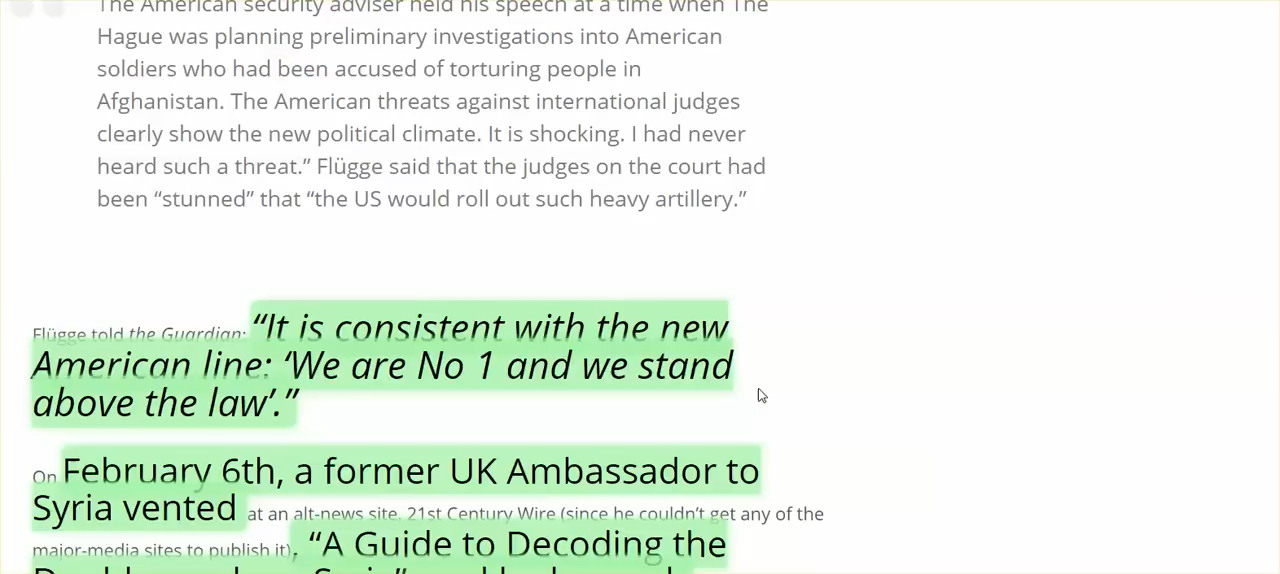 The American security adviser held his speech at a time when The
Hague was planning preliminary investigations into American
soldiers who had been accused of torturing people in
Afghanistan. The American threats against international judges
clearly show the new political climate. It is shocking. I had never
heard such a threat.” Flügge said that the judges on the court had
been “stunned” that “the US would roll out such heavy artillery.”
Flügge told the Guardian: “It is consistent with the new
American line: ‘We are No 1 and we stand
above the law’.”
On February 6th, a former UK Ambassador to
Syria vented at an alt-news site, 21st Century Wire (since he couldn’t get any of the
major-media sites to publish it), “A Guide to Decoding the